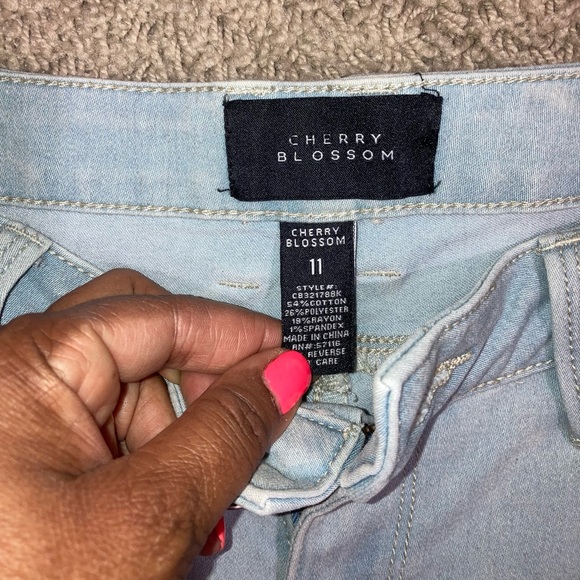 CHERRY
BLOSSOM
CHERRY
BLOSSOM
11
STYLE#:
CB321788K
54%COTTON
26%POLYESTER
19%RAYON
1%SPANDEX
MADE IN CHINA
RN#:57116
REVERSE
CARE